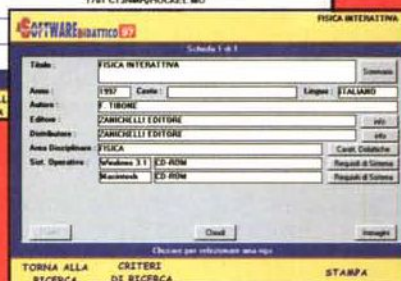 FISICA INTERATTIVA
SOFTWARE DIDATTICO 97
Scheda 1 di 1
Titolo : FISICA INTERATTIVA
Sommario
Anno : 1997 Costo : Lingua : ITALIANO
Autore : F. TIBONE
Editore : ZANICHELLI EDITORE info
Distributore : ZANICHELLI EDITORE info
Area Disciplinare : FISICA Caratt. Didattiche
Sist. Operativo : Windows 3.1 CD-ROM Requisiti di Sistema
Macintosh CD-ROM Requisiti di Sistema
Chiudi Immagini
Cliccare per selezionare una riga
TORNA ALLA RICERCA
CRITERI DI RICERCA
STAMPA